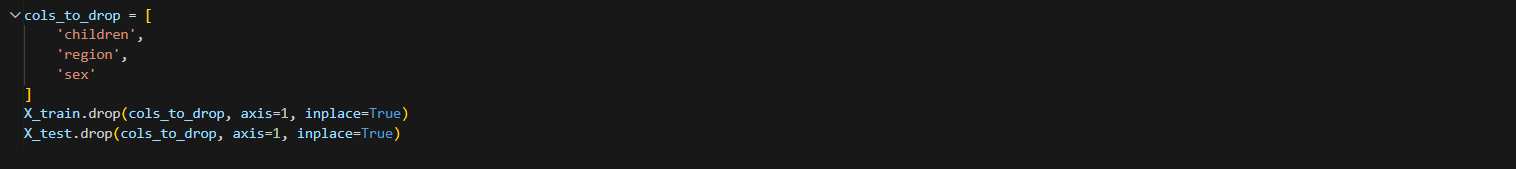 cols_to_drop = [
    'children',
    'region',
    'sex'
]
X_train.drop(cols_to_drop, axis=1, inplace=True)
X_test.drop(cols_to_drop, axis=1, inplace=True)